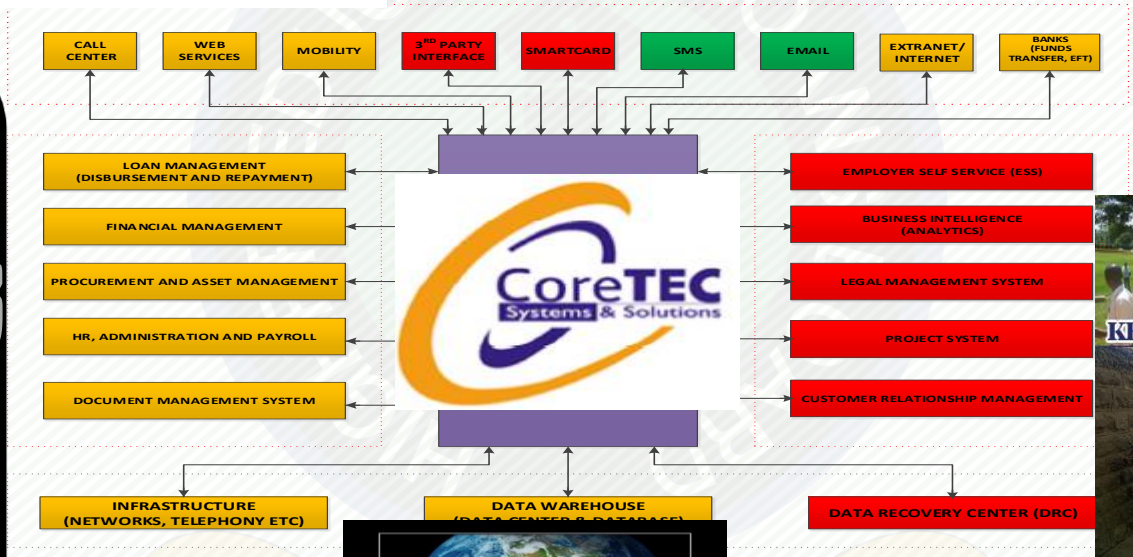 CALL
CENTER
WEB
SERVICES
MOBILITY
3RD PARTY
INTERFACE
SMARTCARD
SMS
EMAIL
EXTRANET/
INTERNET
BANKS
(FUNDS
TRANSFER, EFT)
LOAN MANAGEMENT
(DISBURSEMENT AND REPAYMENT)
FINANCIAL MANAGEMENT
PROCUREMENT AND ASSET MANAGEMENT
HR, ADMINISTRATION AND PAYROLL
DOCUMENT MANAGEMENT SYSTEM
CoreTEC
Systems & Solutions
EMPLOYER SELF SERVICE (ESS)
BUSINESS INTELLIGENCE
(ANALYTICS)
LEGAL MANAGEMENT SYSTEM
PROJECT SYSTEM
CUSTOMER RELATIONSHIP MANAGEMENT
INFRASTRUCTURE
(NETWORKS, TELEPHONY ETC)
DATA WAREHOUSE
(DATA CENTER & DATABASE)
DATA RECOVERY CENTER (DRC)